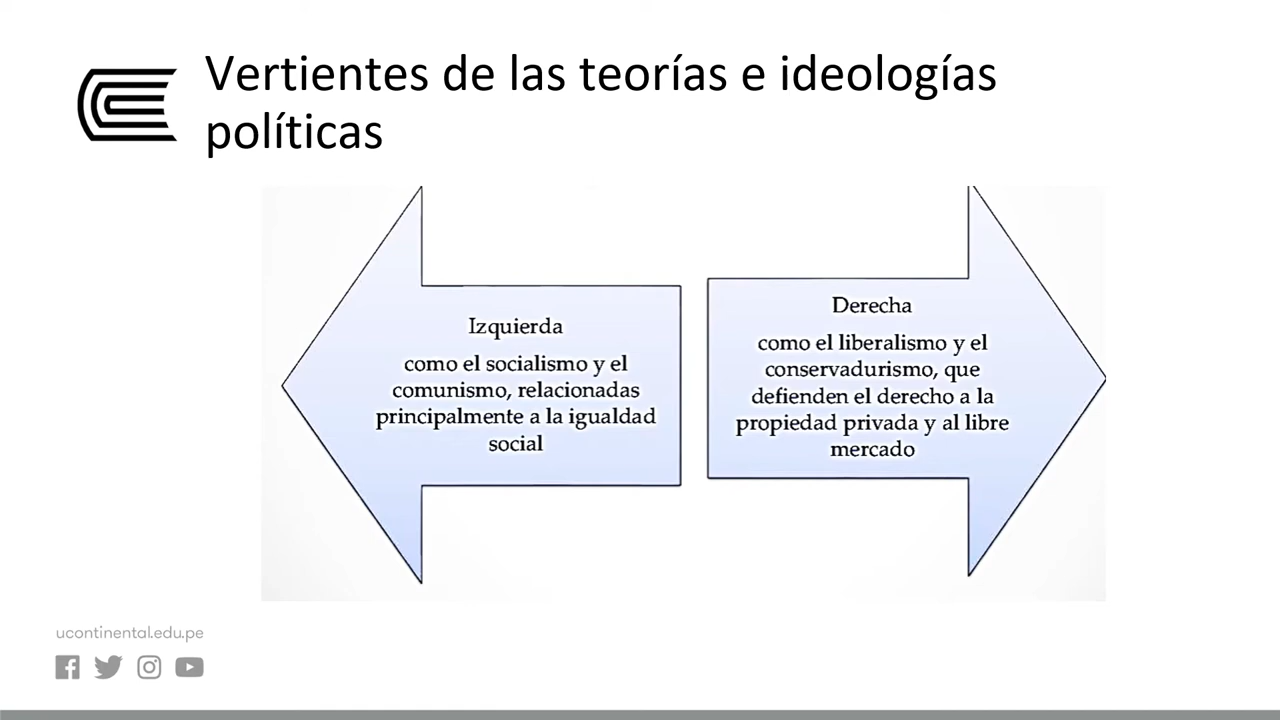 Vertientes de las teorías e ideologías
políticas
Izquierda
como el socialismo y el
comunismo, relacionadas
principalmente a la igualdad
social
Derecha
como el liberalismo y el
conservadurismo, que
defienden el derecho a la
propiedad privada y al libre
mercado
ucontinental.edu.pe